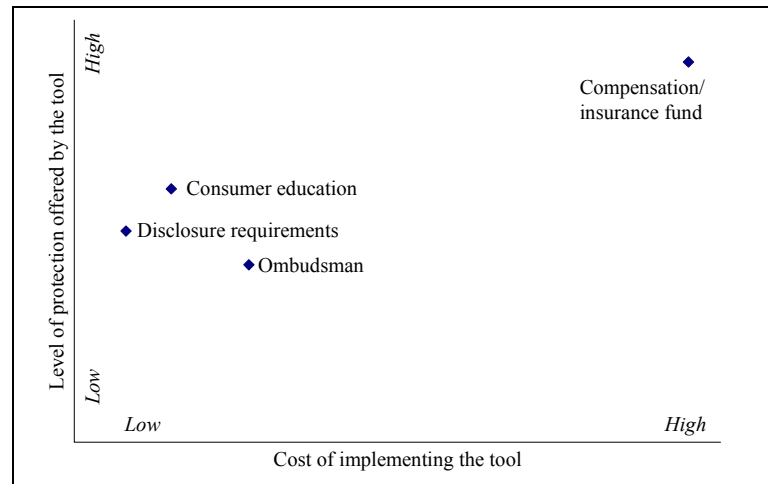 High
Compensation/
insurance fund
Consumer education
Disclosure requirements
Ombudsman
Level of protection offered by the tool
Low
Low
High
Cost of implementing the tool